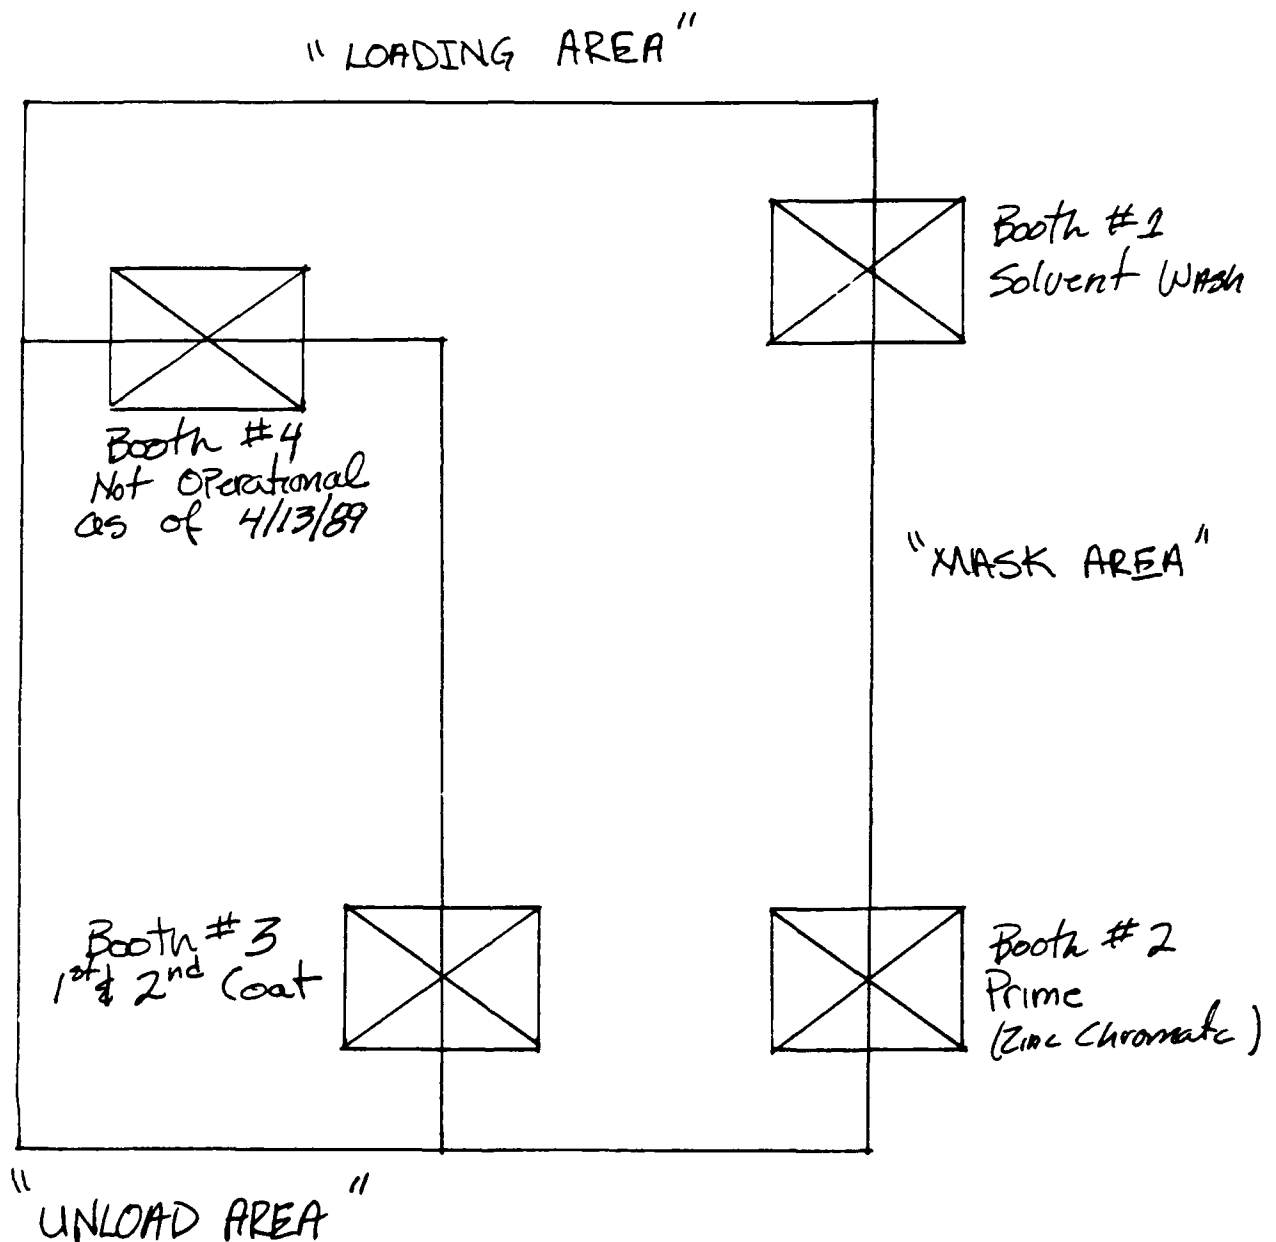 "LOADING AREA"
Booth #1
Solvent Wash
Booth #4
Not Operational
as of 4/13/89
"MASK AREA"
Booth #3
1st & 2nd Coat
Booth #2
Prime
(Zinc Chromate)
"UNLOAD AREA"